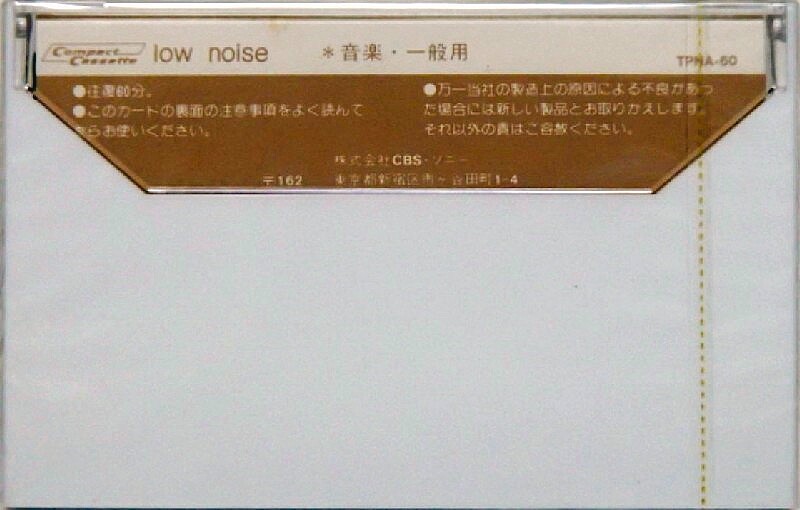 Compact Cassette
low noise
＊音楽・一般用
TPNA-60
●往復60分。
●このカードの裏面の注意事項をよく読んで
からお使いください。
●万一当社の製造上の原因による不良があっ
た場合には新しい製品とお取りかえします。
それ以外の責はご容赦ください。
株式会社CBS・ソニー
〒162 東京都新宿区市ヶ谷田町1-4